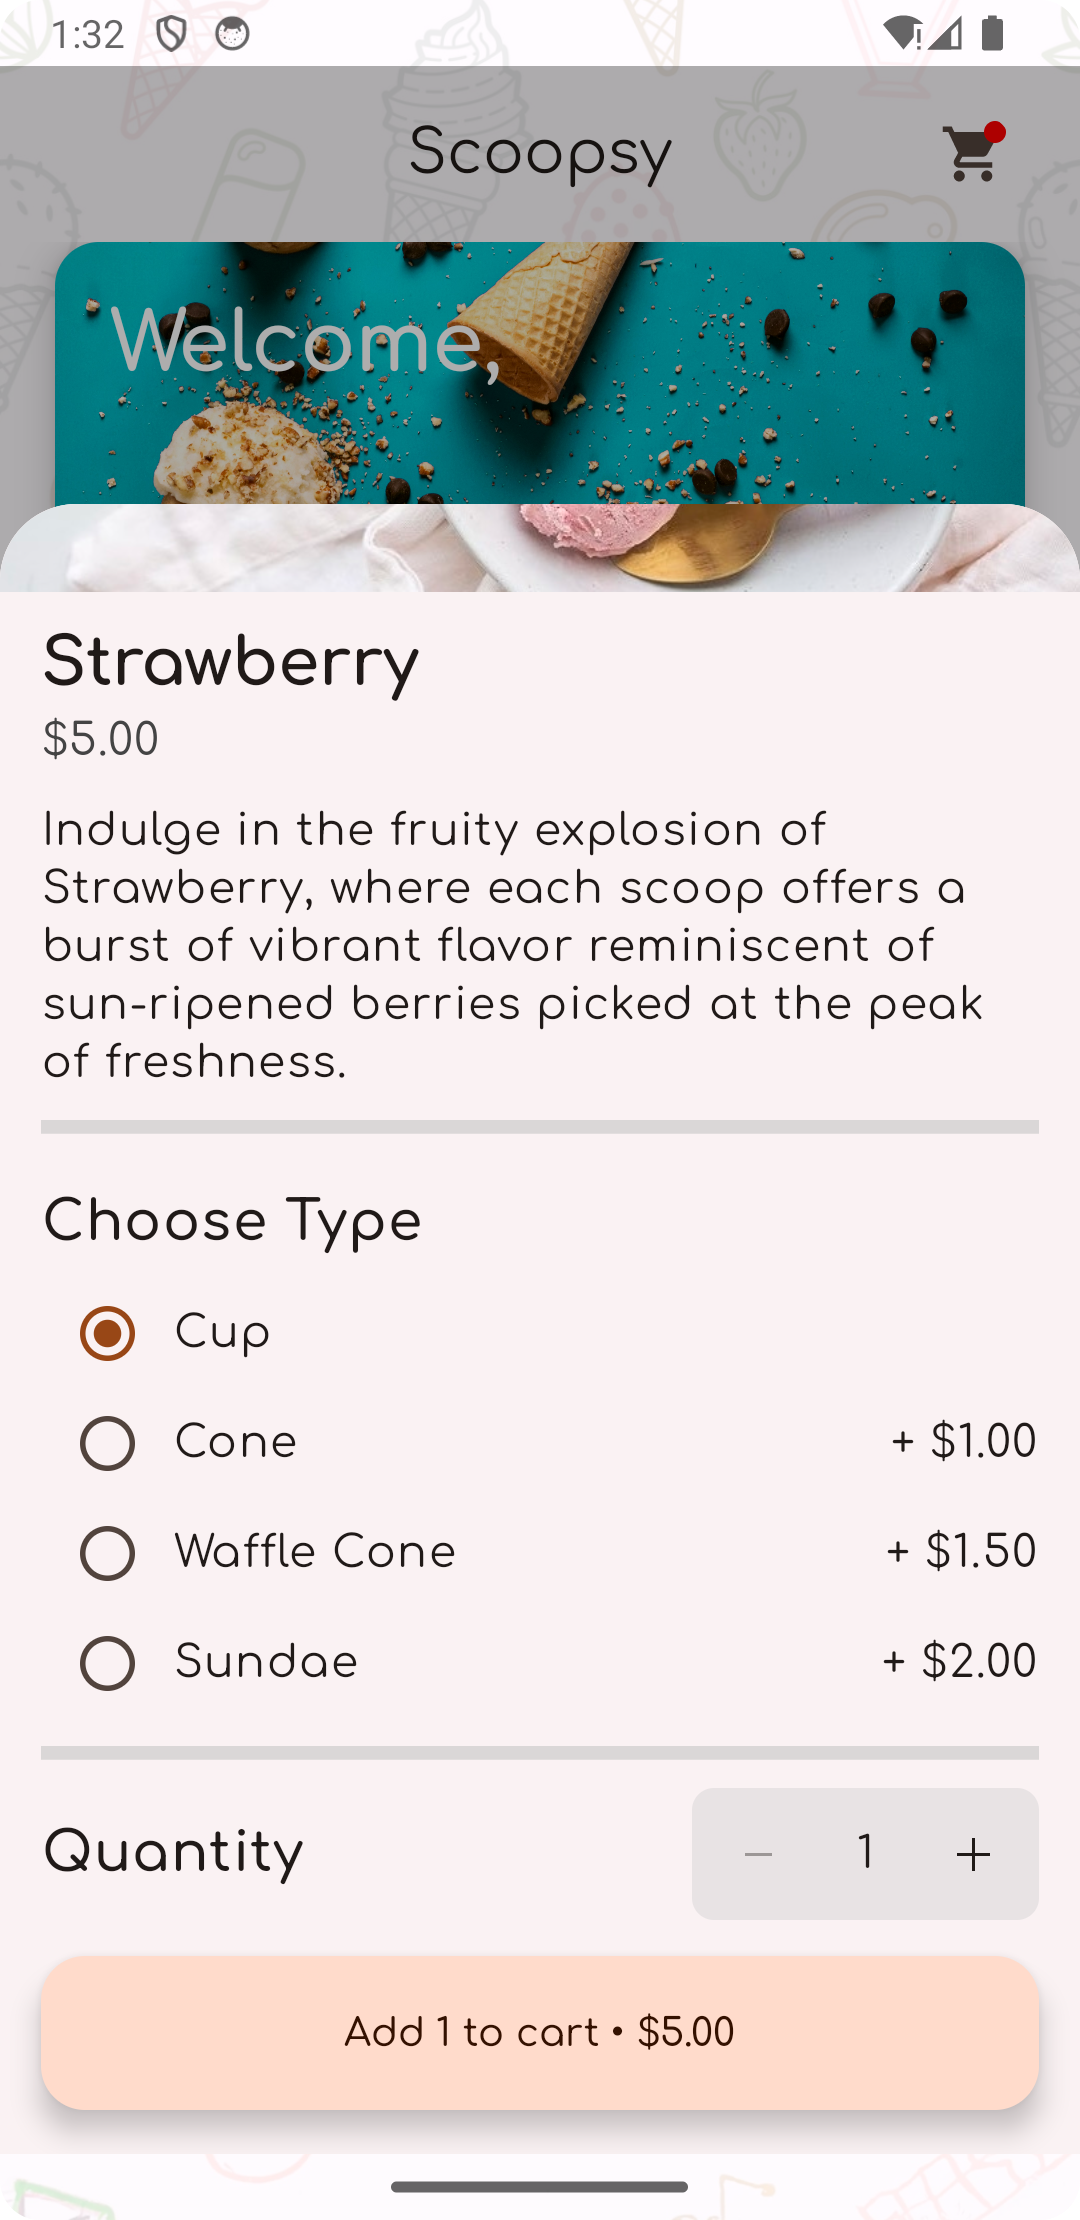 1:32
Scoopsy
Welcome,
Strawberry
$5.00
Indulge in the fruity explosion of
Strawberry, where each scoop offers a
burst of vibrant flavor reminiscent of
sun-ripened berries picked at the peak
of freshness.
Choose Type
Cup
Cone + $1.00
Waffle Cone + $1.50
Sundae + $2.00
Quantity − 1 +
Add 1 to cart • $5.00